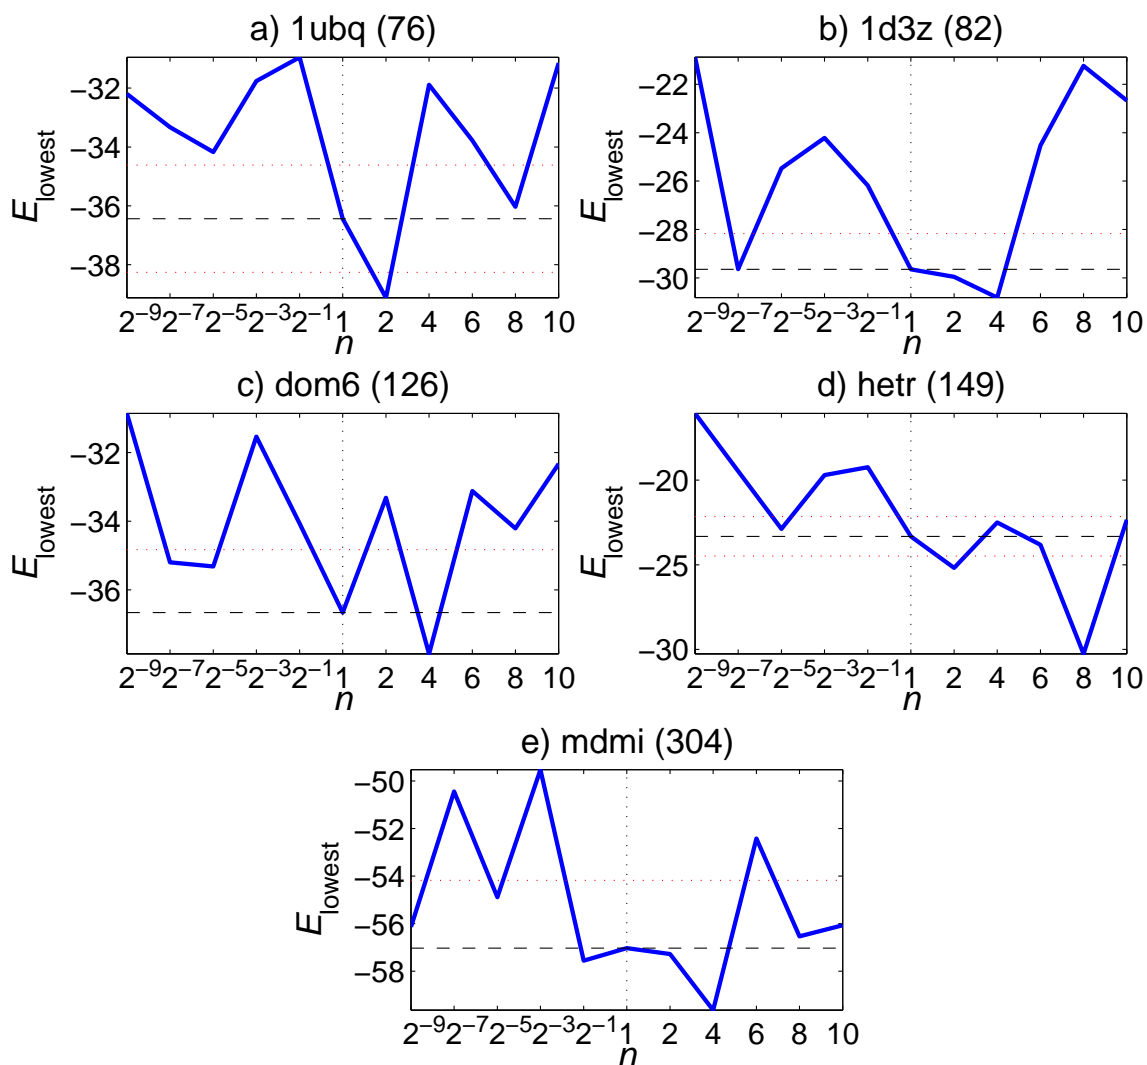 a) 1ubq (76)
b) 1d3z (82)
−32
−34
−36
−38
E_lowest
2^−9 2^−7 2^−5 2^−3 2^−1 1 2 4 6 8 10
n
−22
−24
−26
−28
−30
E_lowest
2^−9 2^−7 2^−5 2^−3 2^−1 1 2 4 6 8 10
n
c) dom6 (126)
d) hetr (149)
−32
−34
−36
E_lowest
2^−9 2^−7 2^−5 2^−3 2^−1 1 2 4 6 8 10
n
−20
−25
−30
E_lowest
2^−9 2^−7 2^−5 2^−3 2^−1 1 2 4 6 8 10
n
e) mdmi (304)
−50
−52
−54
−56
−58
E_lowest
2^−9 2^−7 2^−5 2^−3 2^−1 1 2 4 6 8 10
n